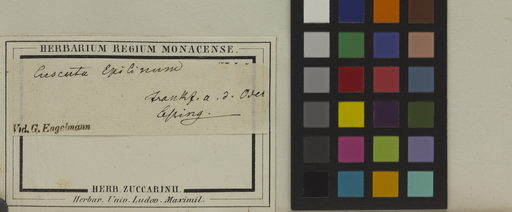 HERBARIUM REGIUM MONACENSE.
Cuscuta Epilinum
Frankf. a. d. Oder
Vid. G. Engelmann
HERB. ZUCCARINII.
Herbar. Univ. Ludov. Maximil.